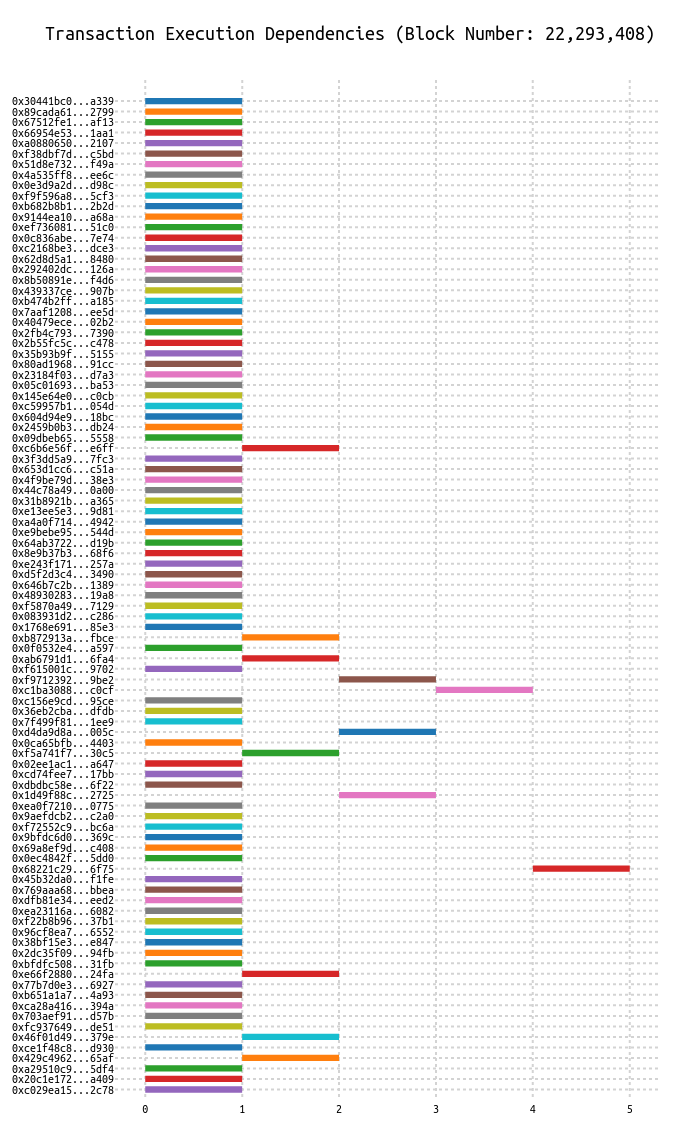 Transaction Execution Dependencies (Block Number: 22,293,408)
0x30441bc0...a339
0x89cada61...2799
0x67512fe1...af13
0x66954e53...1aa1
0xa0880650...2107
0xf38dbf7d...c5bd
0x51d8e732...f49a
0x4a535ff8...ee6c
0x0e3d9a2d...d98c
0xf9f596a8...5cf3
0xb682b8b1...2b2d
0x9144ea10...a68a
0xef736081...51c0
0x0c836abe...7e74
0xc2168be3...dce3
0x62d8d5a1...8480
0x292402dc...126a
0x8b50891e...f4d6
0x439337ce...907b
0xb474b2ff...a185
0x7aaf1208...ee5d
0x40479ece...02b2
0x2fb4c793...7390
0x2b55fc5c...c478
0x35b93b9f...5155
0x80ad1968...91cc
0x23184f03...d7a3
0x05c01693...ba53
0x145e64e0...c0cb
0xc59957b1...054d
0x604d94e9...18bc
0x2459b0b3...db24
0x09dbeb65...5558
0xc6b6e56f...e6ff
0x3f3dd5a9...7fc3
0x653d1cc6...c51a
0x4f9be79d...38e3
0x44c78a49...0a00
0x31b8921b...a365
0xe13ee5e3...9d81
0xa4a0f714...4942
0xe9bebe95...544d
0x64ab3722...d19b
0x8e9b37b3...68f6
0xe243f171...257a
0xd5f2d3c4...3490
0x646b7c2b...1389
0x48930283...19a8
0xf5870a49...7129
0x083931d2...c286
0x1768e691...85e3
0xb872913a...fbce
0x0f0532e4...a597
0xab6791d1...6fa4
0xf615001c...9702
0xf9712392...9be2
0xc1ba3088...c0cf
0xc156e9cd...95ce
0x36eb2cba...dfdb
0x7f499f81...1ee9
0xd4da9d8a...005c
0x0ca65bfb...4403
0xf5a741f7...30c5
0x02ee1ac1...a647
0xcd74fee7...17bb
0xdbdbc58e...6f22
0x1d49f88c...2725
0xea0f7210...0775
0x9aefdcb2...c2a0
0xf72552c9...bc6a
0x9bfdc6d0...369c
0x69a8ef9d...c408
0x0ec4842f...5dd0
0x68221c29...6f75
0x45b32da0...f1fe
0x769aaa68...bbea
0xdfb81e34...eed2
0xea23116a...6082
0xf22b8b96...37b1
0x96cf8ea7...6552
0x38bf15e3...e847
0x2dc35f09...94fb
0xbfdfc508...31fb
0xe66f2880...24fa
0x77b7d0e3...6927
0xb651a1a7...4a93
0xca28a416...394a
0x703aef91...d57b
0xfc937649...de51
0x46f01d49...379e
0xce1f48c8...d930
0x429c4962...65af
0xa29510c9...5df4
0x20c1e172...a409
0xc029ea15...2c78
0 1 2 3 4 5